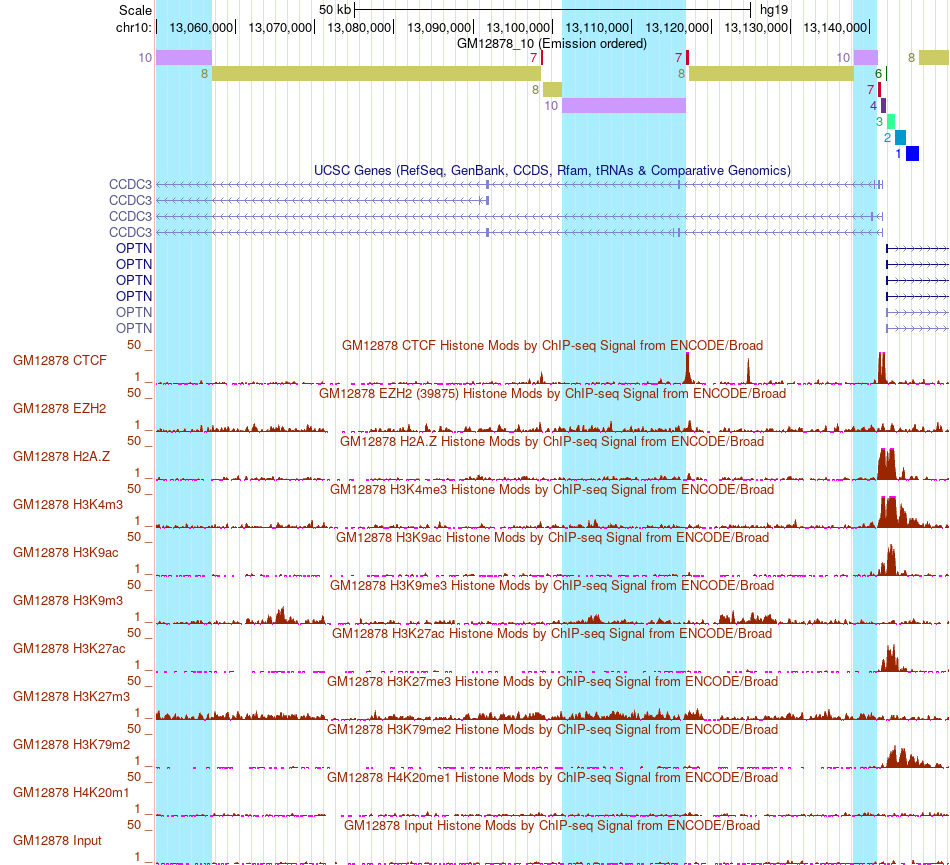 Scale 50 kb hg19
chr10: 13,060,000 13,070,000 13,080,000 13,090,000 13,100,000 13,110,000 13,120,000 13,130,000 13,140,000
GM12878_10 (Emission ordered)
10 7 7 10 8
8 8 6
8 7
10 4
3
2
1
UCSC Genes (RefSeq, GenBank, CCDS, Rfam, tRNAs & Comparative Genomics)
CCDC3
CCDC3
CCDC3
CCDC3
OPTN
OPTN
OPTN
OPTN
OPTN
OPTN
GM12878 CTCF Histone Mods by ChIP-seq Signal from ENCODE/Broad
50 _
GM12878 CTCF
1 _
GM12878 EZH2 (39875) Histone Mods by ChIP-seq Signal from ENCODE/Broad
50 _
GM12878 EZH2
1 _
GM12878 H2A.Z Histone Mods by ChIP-seq Signal from ENCODE/Broad
50 _
GM12878 H2A.Z
1 _
GM12878 H3K4me3 Histone Mods by ChIP-seq Signal from ENCODE/Broad
50 _
GM12878 H3K4m3
1 _
GM12878 H3K9ac Histone Mods by ChIP-seq Signal from ENCODE/Broad
50 _
GM12878 H3K9ac
1 _
GM12878 H3K9me3 Histone Mods by ChIP-seq Signal from ENCODE/Broad
50 _
GM12878 H3K9m3
1 _
GM12878 H3K27ac Histone Mods by ChIP-seq Signal from ENCODE/Broad
50 _
GM12878 H3K27ac
1 _
GM12878 H3K27me3 Histone Mods by ChIP-seq Signal from ENCODE/Broad
50 _
GM12878 H3K27m3
1 _
GM12878 H3K79me2 Histone Mods by ChIP-seq Signal from ENCODE/Broad
50 _
GM12878 H3K79m2
1 _
GM12878 H4K20me1 Histone Mods by ChIP-seq Signal from ENCODE/Broad
50 _
GM12878 H4K20m1
1 _
GM12878 Input Histone Mods by ChIP-seq Signal from ENCODE/Broad
50 _
GM12878 Input
1 _